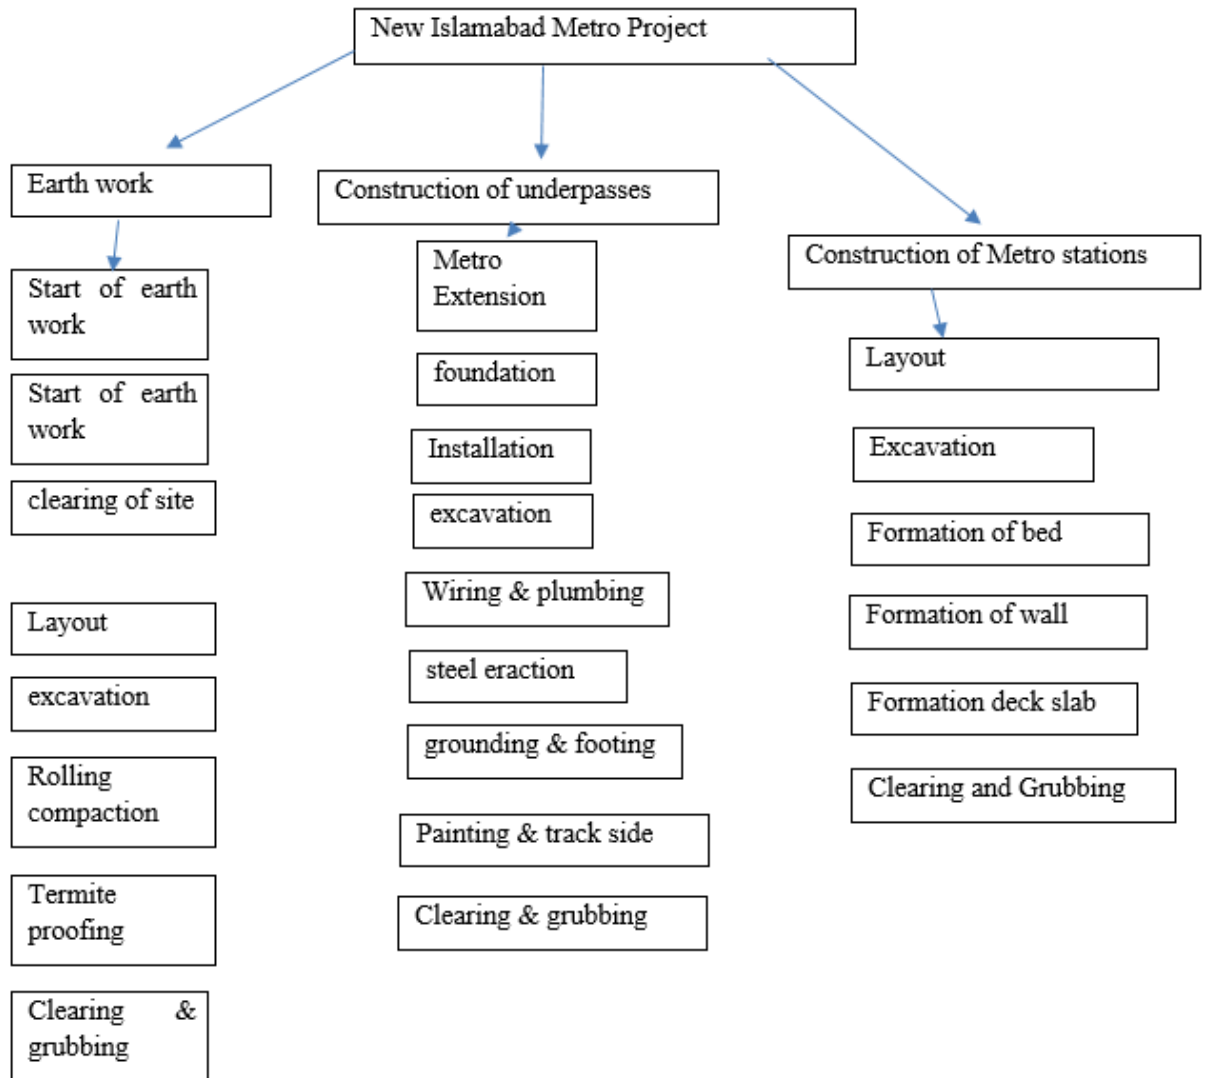 New Islamabad Metro Project
Earth work
Start of earth
work
Start of earth
work
clearing of site
Layout
excavation
Rolling
compaction
Termite
proofing
Clearing &
grubbing
Construction of underpasses
Metro
Extension
foundation
Installation
excavation
Wiring & plumbing
steel eraction
grounding & footing
Painting & track side
Clearing & grubbing
Construction of Metro stations
Layout
Excavation
Formation of bed
Formation of wall
Formation deck slab
Clearing and Grubbing